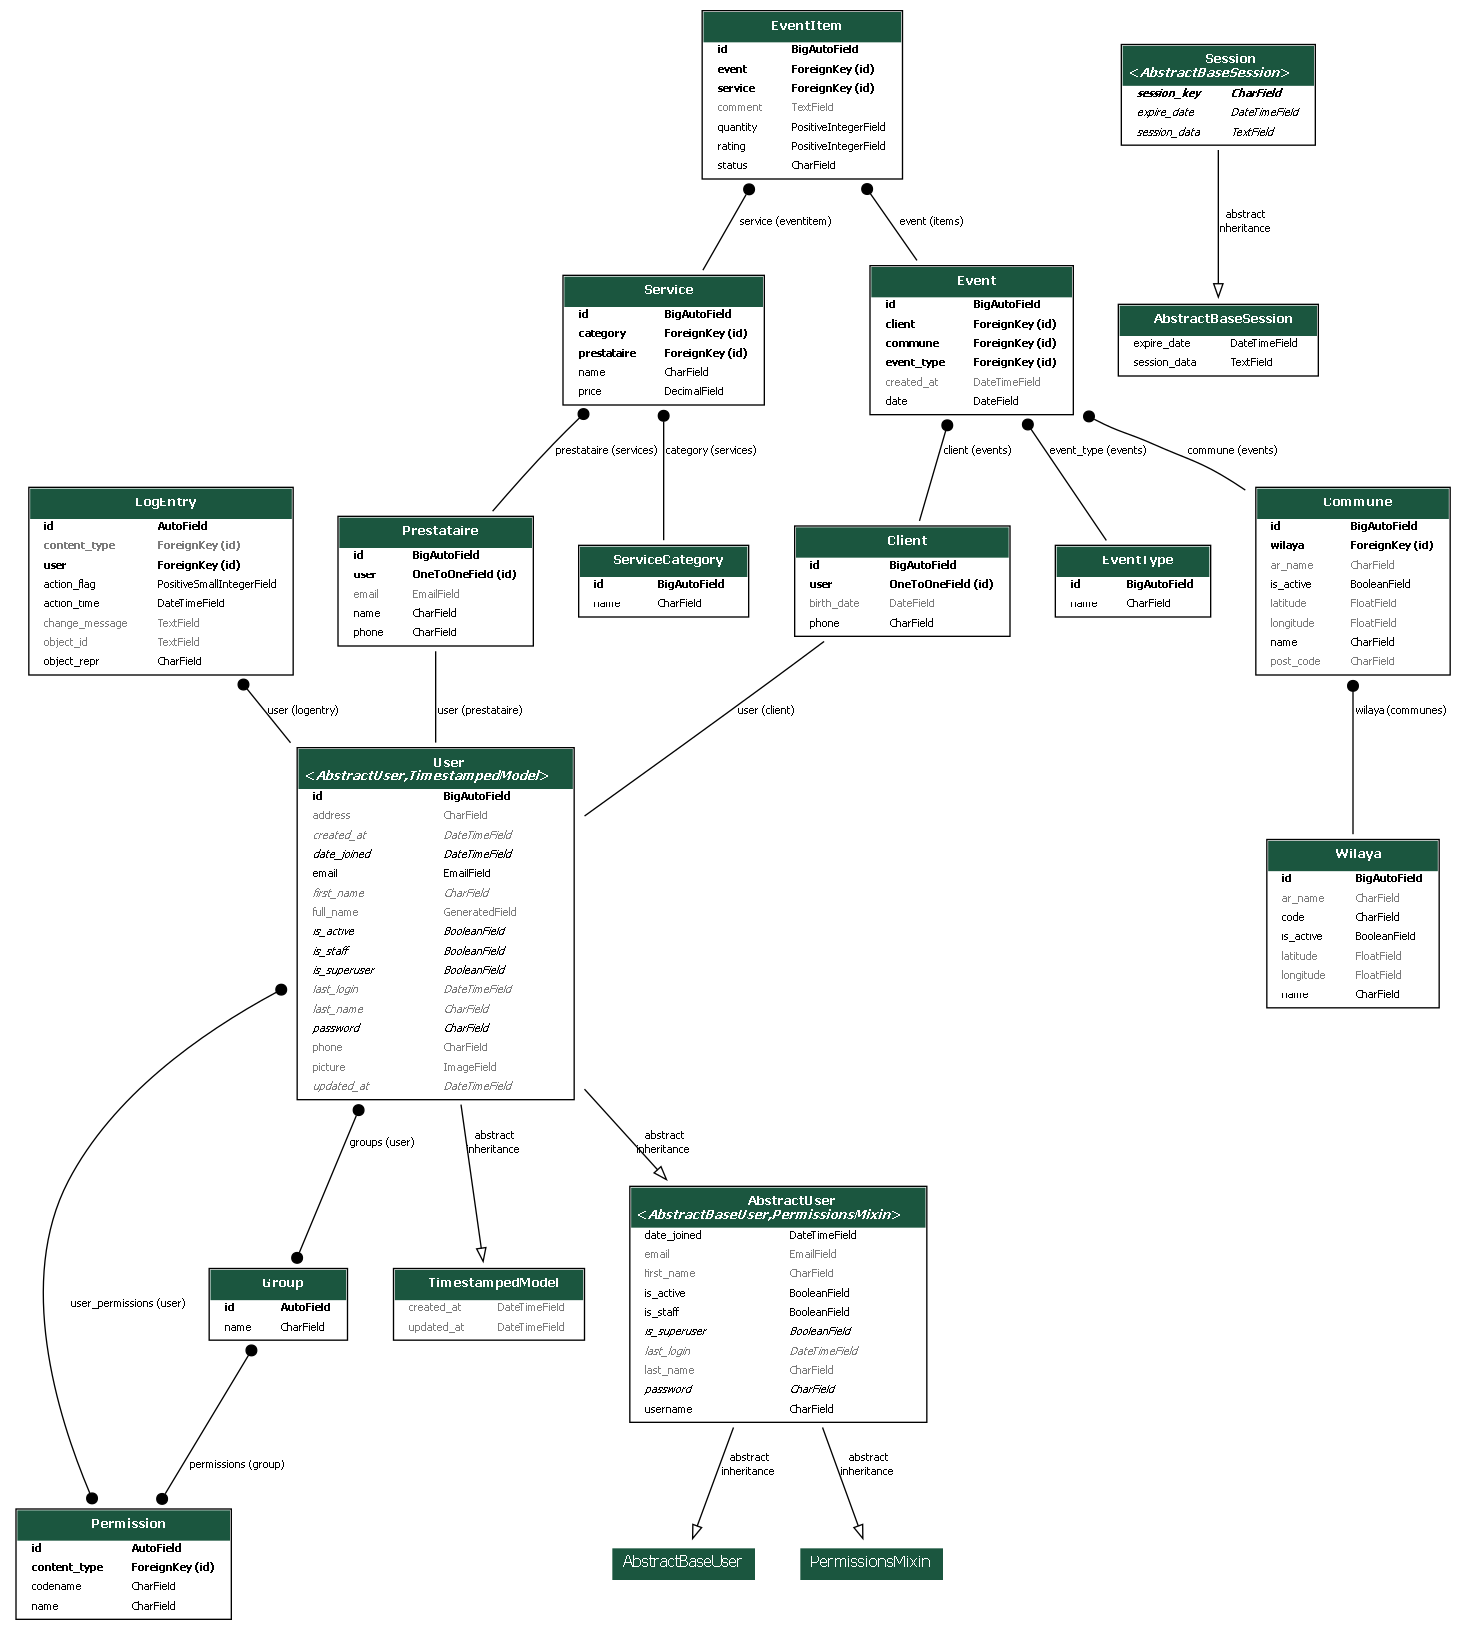 EventItem
id BigAutoField
event ForeignKey (id)
service ForeignKey (id)
comment TextField
quantity PositiveIntegerField
rating PositiveIntegerField
status CharField
Session
<AbstractBaseSession>
session_key CharField
expire_date DateTimeField
session_data TextField
service (eventitem)
event (items)
abstract
inheritance
Service
id BigAutoField
category ForeignKey (id)
prestataire ForeignKey (id)
name CharField
price DecimalField
Event
id BigAutoField
client ForeignKey (id)
commune ForeignKey (id)
event_type ForeignKey (id)
created_at DateTimeField
date DateField
AbstractBaseSession
expire_date DateTimeField
session_data TextField
prestataire (services)
category (services)
client (events)
event_type (events)
commune (events)
LogEntry
id AutoField
content_type ForeignKey (id)
user ForeignKey (id)
action_flag PositiveSmallIntegerField
action_time DateTimeField
change_message TextField
object_id TextField
object_repr CharField
Prestataire
id BigAutoField
user OneToOneField (id)
email EmailField
name CharField
phone CharField
ServiceCategory
id BigAutoField
name CharField
Client
id BigAutoField
user OneToOneField (id)
birth_date DateField
phone CharField
EventType
id BigAutoField
name CharField
Commune
id BigAutoField
wilaya ForeignKey (id)
ar_name CharField
is_active BooleanField
latitude FloatField
longitude FloatField
name CharField
post_code CharField
user (logentry)
user (prestataire)
user (client)
wilaya (communes)
User
<AbstractUser,TimestampedModel>
id BigAutoField
address CharField
created_at DateTimeField
date_joined DateTimeField
email EmailField
first_name CharField
full_name GeneratedField
is_active BooleanField
is_staff BooleanField
is_superuser BooleanField
last_login DateTimeField
last_name CharField
password CharField
phone CharField
picture ImageField
updated_at DateTimeField
Wilaya
id BigAutoField
ar_name CharField
code CharField
is_active BooleanField
latitude FloatField
longitude FloatField
name CharField
groups (user)
abstract
inheritance
abstract
inheritance
user_permissions (user)
Group
id AutoField
name CharField
TimestampedModel
created_at DateTimeField
updated_at DateTimeField
AbstractUser
<AbstractBaseUser,PermissionsMixin>
date_joined DateTimeField
email EmailField
first_name CharField
is_active BooleanField
is_staff BooleanField
is_superuser BooleanField
last_login DateTimeField
last_name CharField
password CharField
username CharField
permissions (group)
abstract
inheritance
abstract
inheritance
Permission
id AutoField
content_type ForeignKey (id)
codename CharField
name CharField
AbstractBaseUser
PermissionsMixin